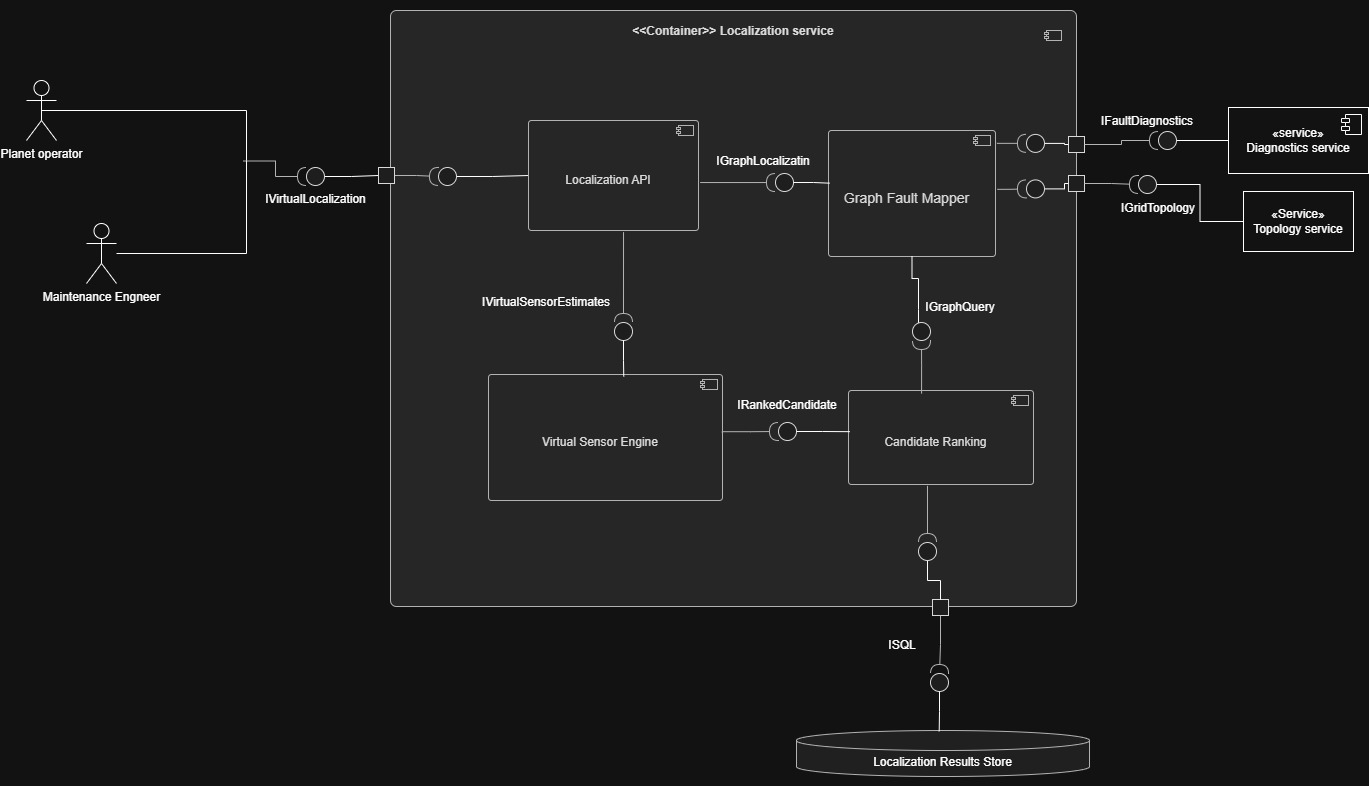 <<Container>> Localization service
Planet operator
IVirtualLocalization
Maintenance Engneer
Localization API
IGraphLocalizatin
Graph Fault Mapper
IFaultDiagnostics
«service»
Diagnostics service
IGridTopology
«Service»
Topology service
IVirtualSensorEstimates
IGraphQuery
Virtual Sensor Engine
IRankedCandidate
Candidate Ranking
ISQL
Localization Results Store